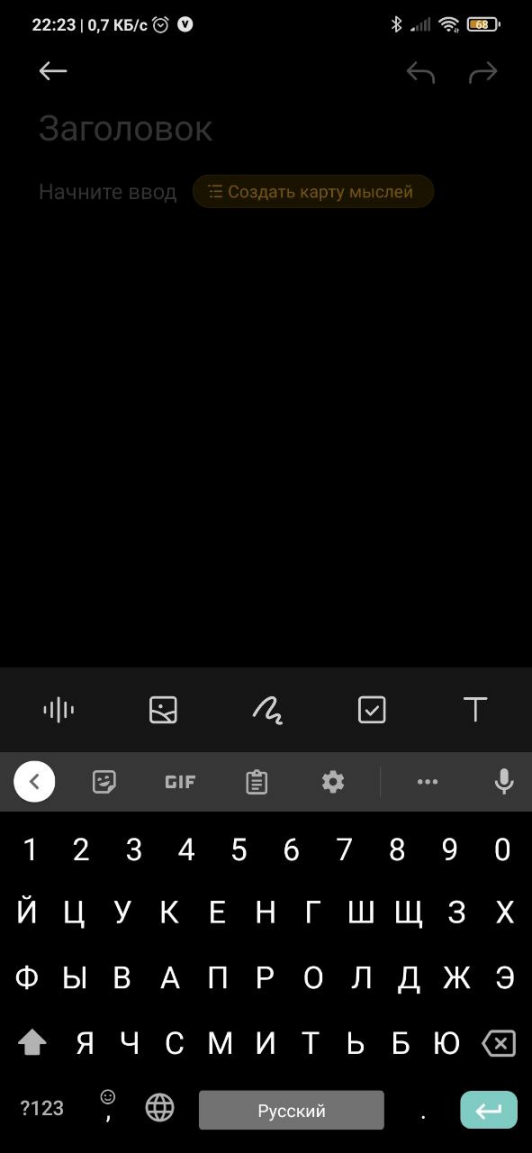 22:23 | 0,7 КБ/с
68
Заголовок
Начните ввод Создать карту мыслей
GIF
1 2 3 4 5 6 7 8 9 0
Й Ц У К Е Н Г Ш Щ З Х
Ф Ы В А П Р О Л Д Ж Э
Я Ч С М И Т Ь Б Ю
?123 , Русский .